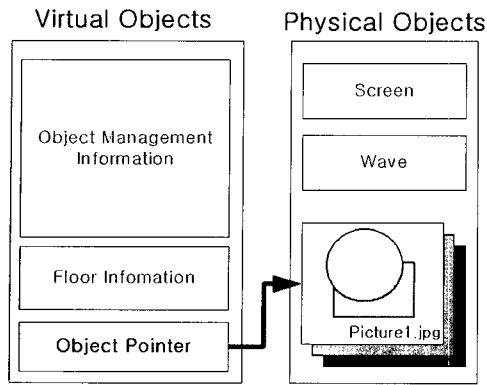 Virtual Objects
Physical Objects
Object Management
Information
Floor Infomation
Object Pointer
Screen
Wave
Picture1.jpg